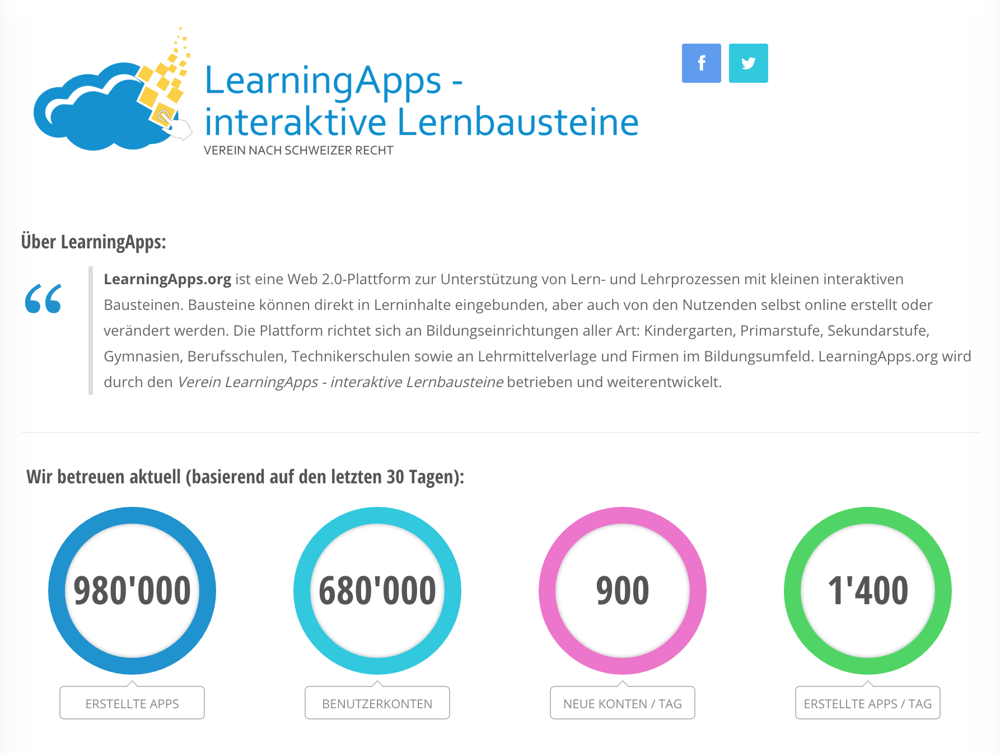 LearningApps -
interaktive Lernbausteine
VEREIN NACH SCHWEIZER RECHT
Über LearningApps:
LearningApps.org ist eine Web 2.0-Plattform zur Unterstützung von Lern- und Lehrprozessen mit kleinen interaktiven
Bausteinen. Bausteine können direkt in Lerninhalte eingebunden, aber auch von den Nutzenden selbst online erstellt oder
verändert werden. Die Plattform richtet sich an Bildungseinrichtungen aller Art: Kindergarten, Primarstufe, Sekundarstufe,
Gymnasien, Berufsschulen, Technikerschulen sowie an Lehrmittelverlage und Firmen im Bildungsumfeld. LearningApps.org wird
durch den Verein LearningApps - interaktive Lernbausteine betrieben und weiterentwickelt.
Wir betreuen aktuell (basierend auf den letzten 30 Tagen):
980'000
ERSTELLTE APPS
680'000
BENUTZERKONTEN
900
NEUE KONTEN / TAG
1'400
ERSTELLTE APPS / TAG